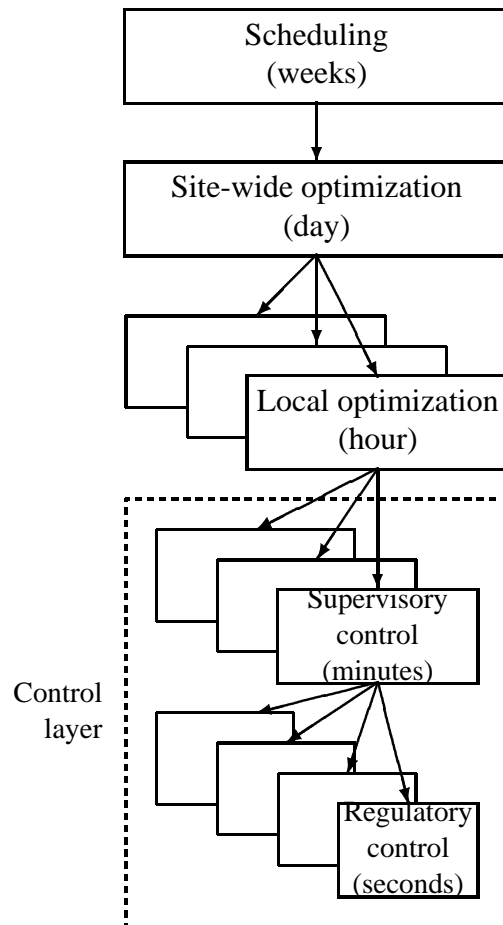 Scheduling
(weeks)
Site-wide optimization
(day)
Local optimization
(hour)
Supervisory
control
(minutes)
Control
layer
Regulatory
control
(seconds)